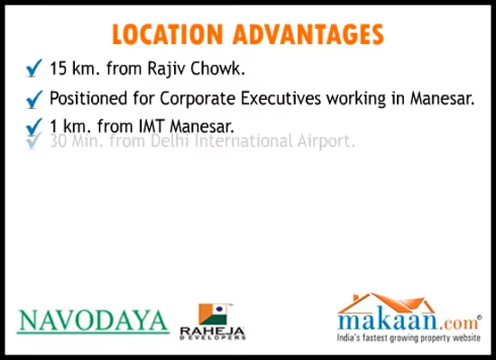 LOCATION ADVANTAGES
15 km. from Rajiv Chowk.
Positioned for Corporate Executives working in Manesar.
1 km. from IMT Manesar.
30 Min. from Delhi International Airport.
NAVODAYA
RAHEJA
DEVELOPERS
makaan.com
India's fastest growing property website